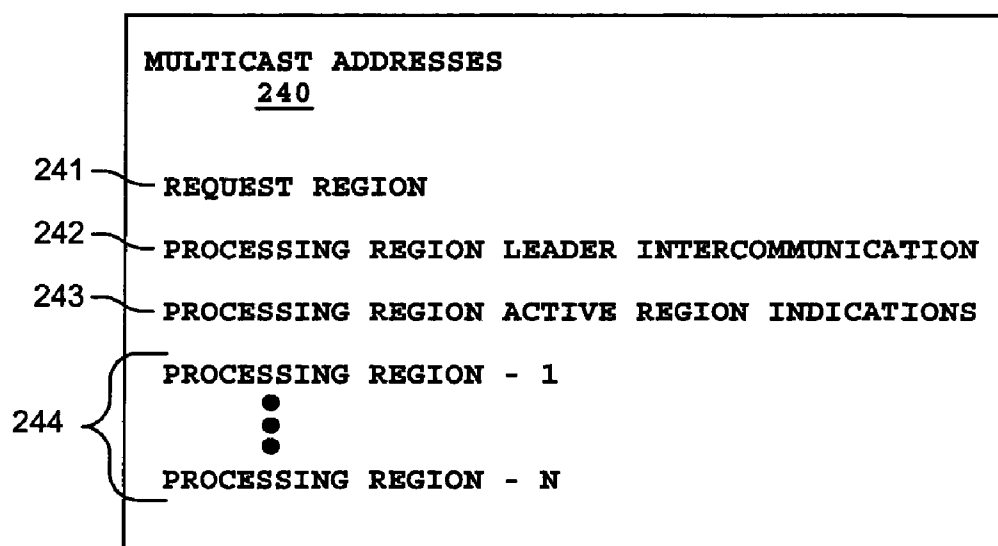 MULTICAST ADDRESSES
240
241
REQUEST REGION
242
PROCESSING REGION LEADER INTERCOMMUNICATION
243
PROCESSING REGION ACTIVE REGION INDICATIONS
244
PROCESSING REGION - 1
PROCESSING REGION - N